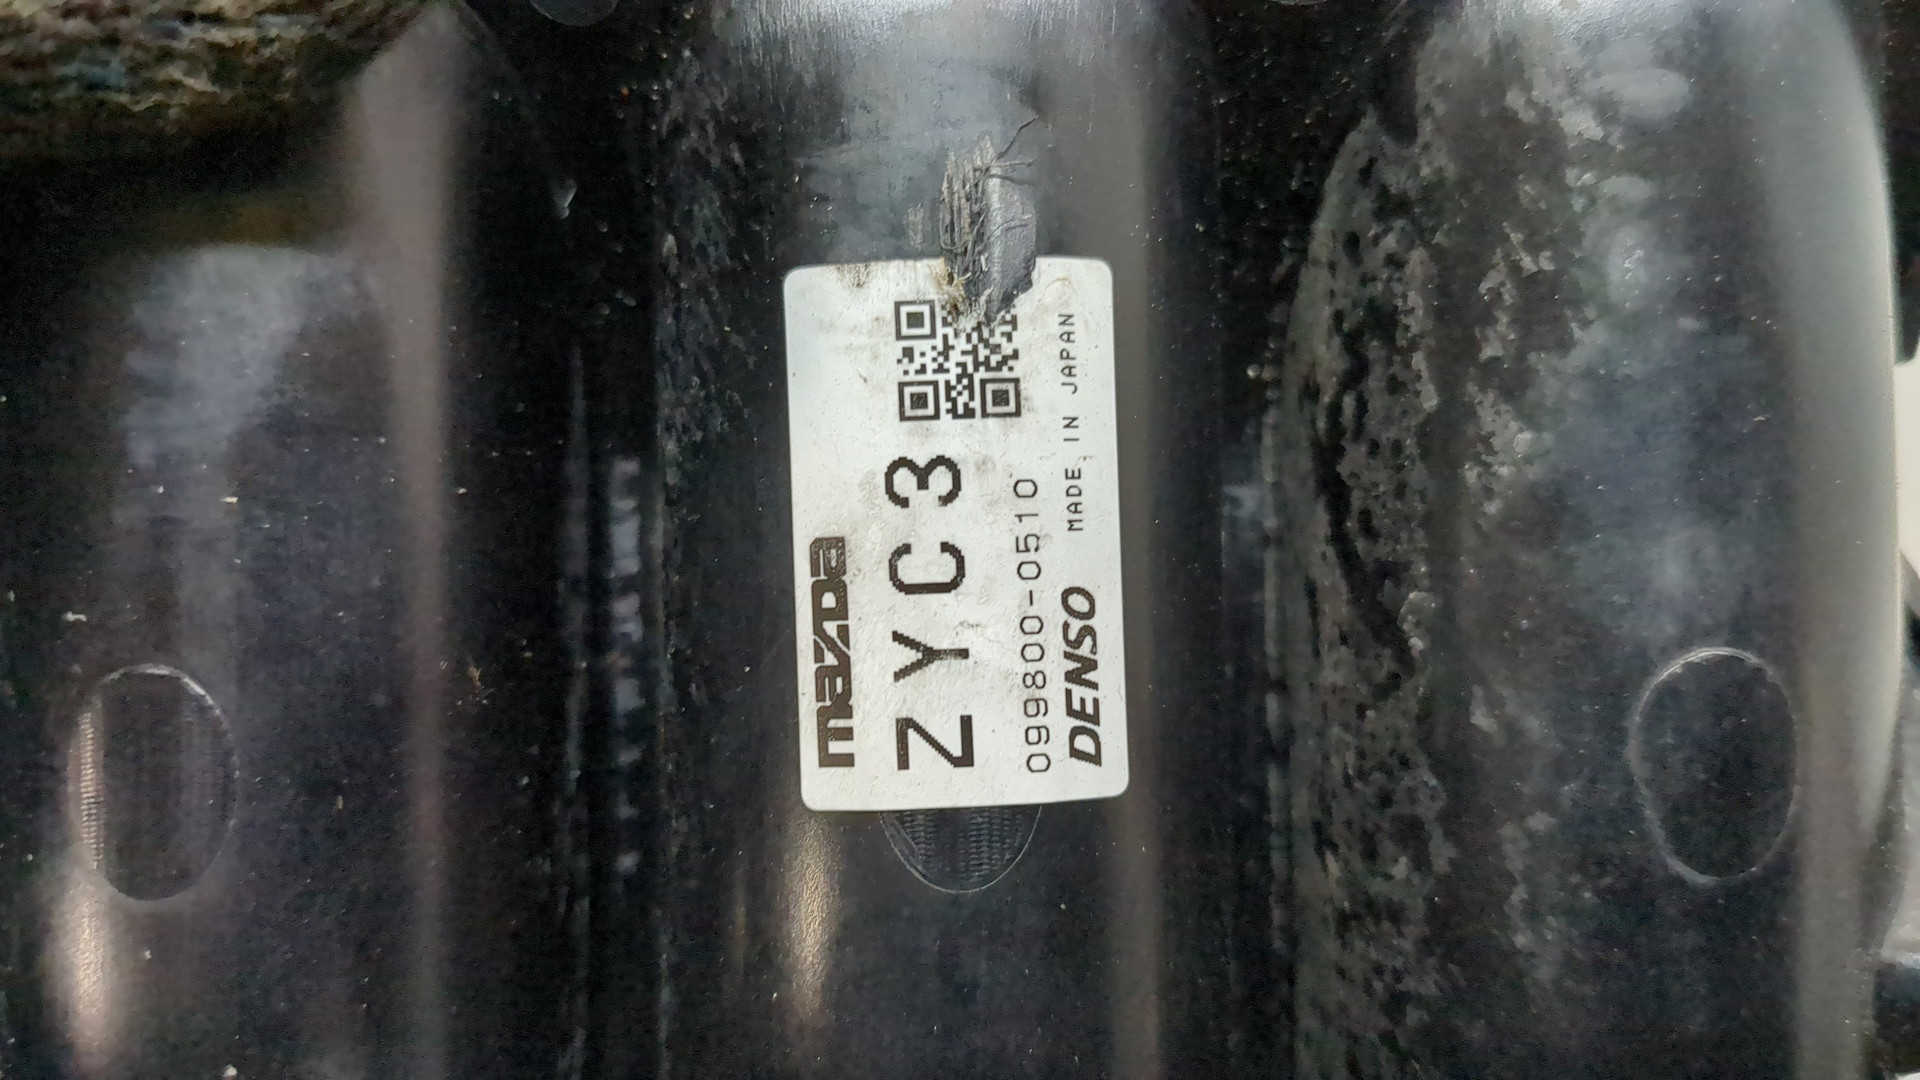 mazda
ZYC3
099800-0510
DENSO MADE IN JAPAN